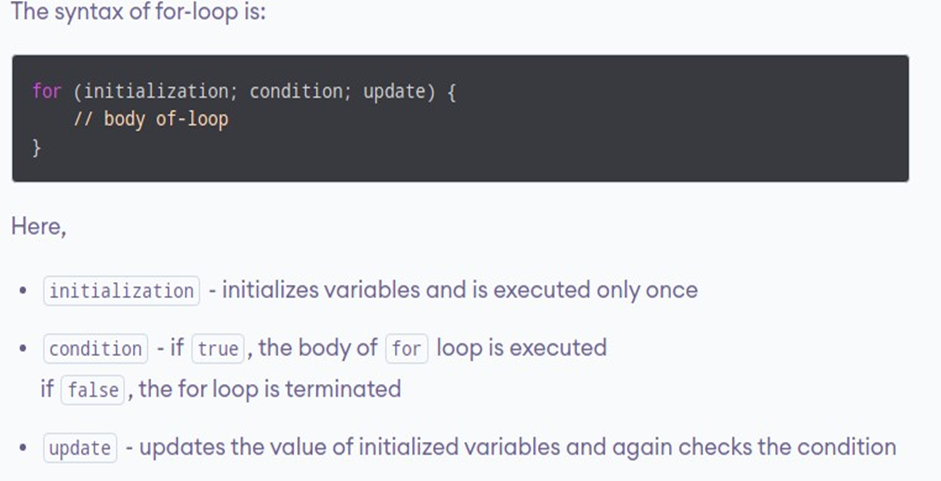 The syntax of for-loop is:
for (initialization; condition; update) {
// body of-loop
}
Here,
• initialization - initializes variables and is executed only once
• condition - if true, the body of for loop is executed
if false, the for loop is terminated
• update - updates the value of initialized variables and again checks the condition